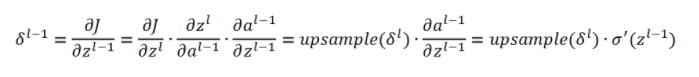 δ^{l-1} = ∂J/∂z^{l-1} = ∂J/∂z^l · ∂z^l/∂a^{l-1} · ∂a^{l-1}/∂z^{l-1} = upsample(δ^l) · ∂a^{l-1}/∂z^{l-1} = upsample(δ^l) · σ′(z^{l-1})